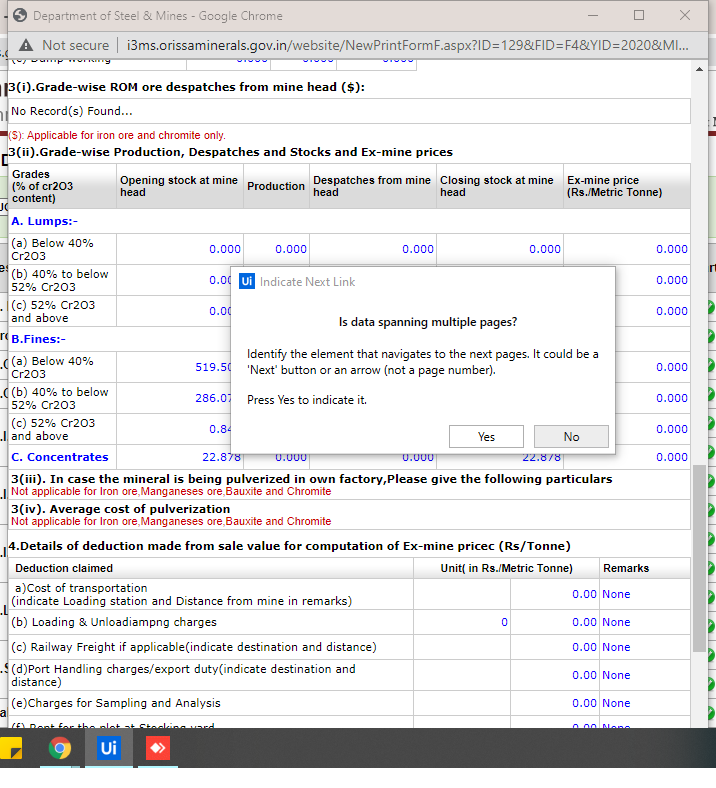 Department of Steel & Mines - Google Chrome
Not secure | i3ms.orissaminerals.gov.in/website/NewPrintFormF.aspx?ID=129&FID=F4&YID=2020&MI...
3(i).Grade-wise ROM ore despatches from mine head ($):
No Record(s) Found...
($): Applicable for iron ore and chromite only.
3(ii).Grade-wise Production, Despatches and Stocks and Ex-mine prices
Grades (% of cr2O3 content) Opening stock at mine head Production Despatches from mine head Closing stock at mine head Ex-mine price (Rs./Metric Tonne)
A. Lumps:-
(a) Below 40% Cr2O3 0.000 0.000 0.000 0.000 0.000
(b) 40% to below 52% Cr2O3 0.00 0.000
(c) 52% Cr2O3 and above 0.00 0.000
B.Fines:-
(a) Below 40% Cr2O3 519.50 0.000
(b) 40% to below 52% Cr2O3 286.07 0.000
(c) 52% Cr2O3 and above 0.84 0.000
C. Concentrates 22.878 0.000 0.000 22.878 0.000
Ui Indicate Next Link
Is data spanning multiple pages?
Identify the element that navigates to the next pages. It could be a
'Next' button or an arrow (not a page number).
Press Yes to indicate it.
Yes No
3(iii). In case the mineral is being pulverized in own factory,Please give the following particulars
Not applicable for Iron ore,Manganeses ore,Bauxite and Chromite
3(iv). Average cost of pulverization
Not applicable for Iron ore,Manganeses ore,Bauxite and Chromite
4.Details of deduction made from sale value for computation of Ex-mine pricec (Rs/Tonne)
Deduction claimed Unit( in Rs./Metric Tonne) Remarks
a)Cost of transportation
(indicate Loading station and Distance from mine in remarks) 0.00 None
(b) Loading & Unloadiampng charges 0 0.00 None
(c) Railway Freight if applicable(indicate destination and distance) 0.00 None
(d)Port Handling charges/export duty(indicate destination and
distance) 0.00 None
(e)Charges for Sampling and Analysis 0.00 None
(f) Rent for the plot at Stocking yard 0.00 None
Ui